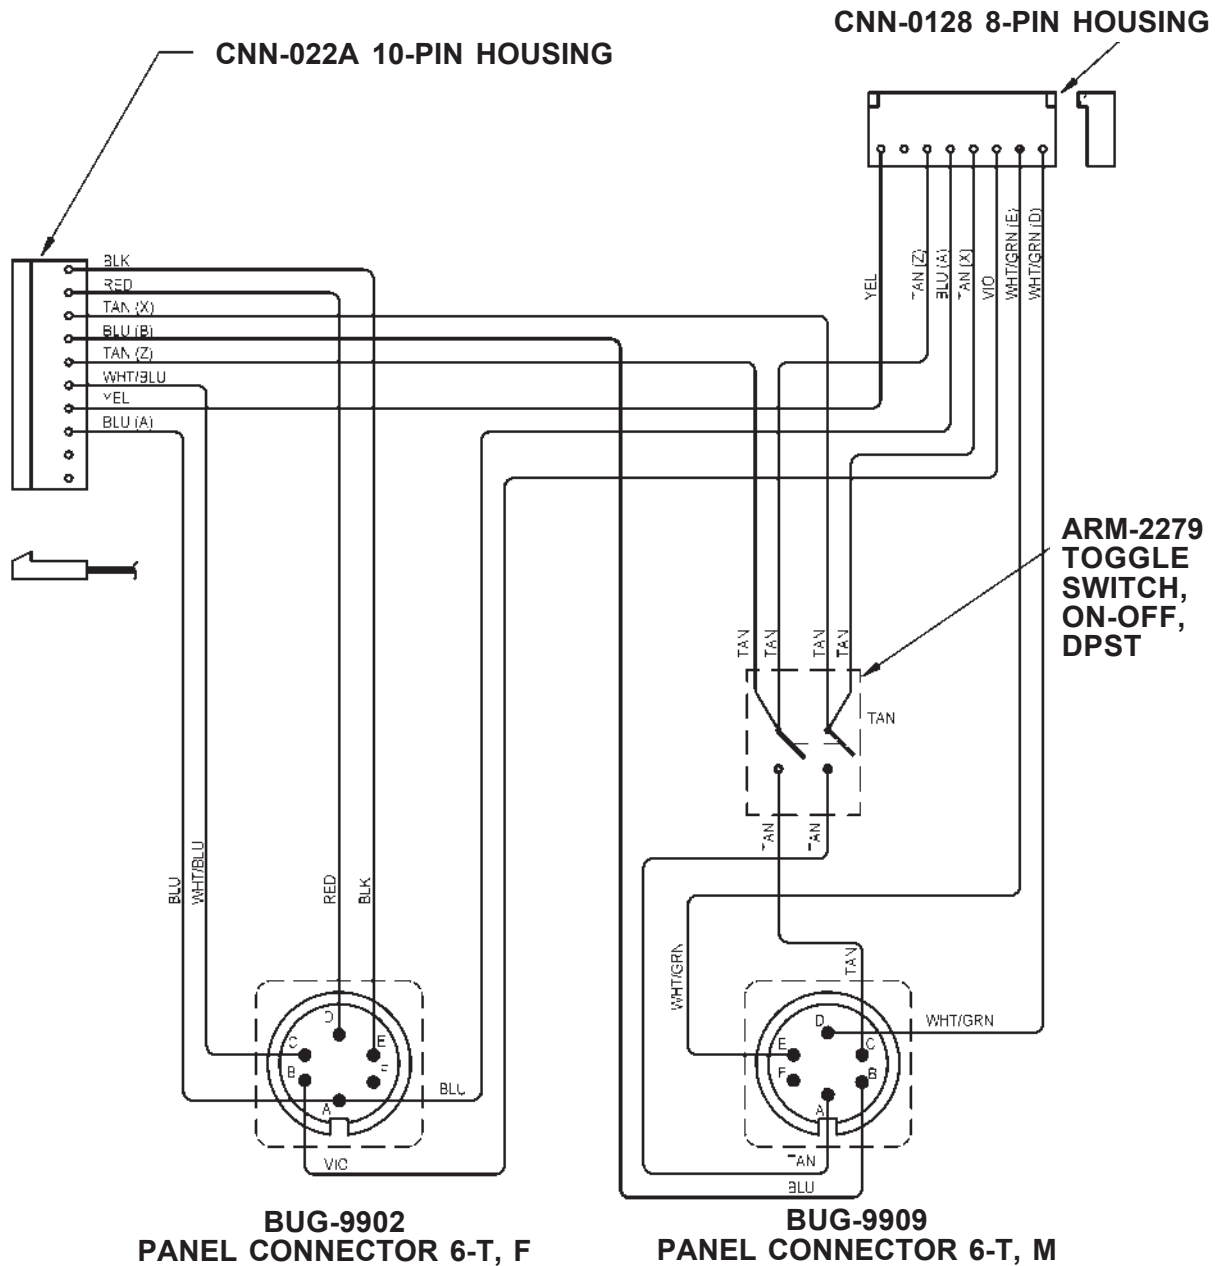 CNN-0128 8-PIN HOUSING
CNN-022A 10-PIN HOUSING
YEL
TAN (Z)
BLU (A)
TAN (X)
VIO
WHT/GRN (E)
WHT/GRN (D)
BLK
RED
TAN (X)
BLU (B)
TAN (Z)
WHT/BLU
YEL
BLU (A)
ARM-2279
TOGGLE
SWITCH,
ON-OFF,
DPST
TAN
TAN
TAN
TAN
TAN
TAN
TAN
BLU
WHT/BLU
RED
BLK
WHT/GRN
TAN
D
C
E
B
F
A
BLU
VIO
D
WHT/GRN
E
C
F
B
A
TAN
BLU
BUG-9902
PANEL CONNECTOR 6-T, F
BUG-9909
PANEL CONNECTOR 6-T, M